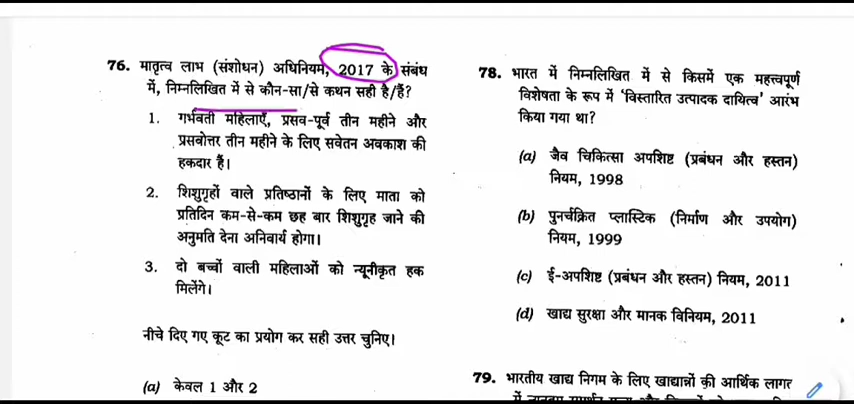 76. मातृत्व लाभ (संशोधन) अधिनियम, 2017 के संबंध
में, निम्नलिखित में से कौन-सा/से कथन सही है/हैं?
1. गर्भवती महिलाएँ, प्रसव-पूर्व तीन महीने और
प्रसवोत्तर तीन महीने के लिए सवेतन अवकाश की
हकदार हैं।
2. शिशुगृहों वाले प्रतिष्ठानों के लिए माता को
प्रतिदिन कम-से-कम छह बार शिशुगृह जाने की
अनुमति देना अनिवार्य होगा।
3. दो बच्चों वाली महिलाओं को न्यूनीकृत हक
मिलेंगे।
नीचे दिए गए कूट का प्रयोग कर सही उत्तर चुनिए।
(a) केवल 1 और 2
78. भारत में निम्नलिखित में से किसमें एक महत्त्वपूर्ण
विशेषता के रूप में 'विस्तारित उत्पादक दायित्व' आरंभ
किया गया था?
(a) जैव चिकित्सा अपशिष्ट (प्रबंधन और हस्तन)
नियम, 1998
(b) पुनर्चक्रित प्लास्टिक (निर्माण और उपयोग)
नियम, 1999
(c) ई-अपशिष्ट (प्रबंधन और हस्तन) नियम, 2011
(d) खाद्य सुरक्षा और मानक विनियम, 2011
79. भारतीय खाद्य निगम के लिए खाद्यान्नों की आर्थिक लागत